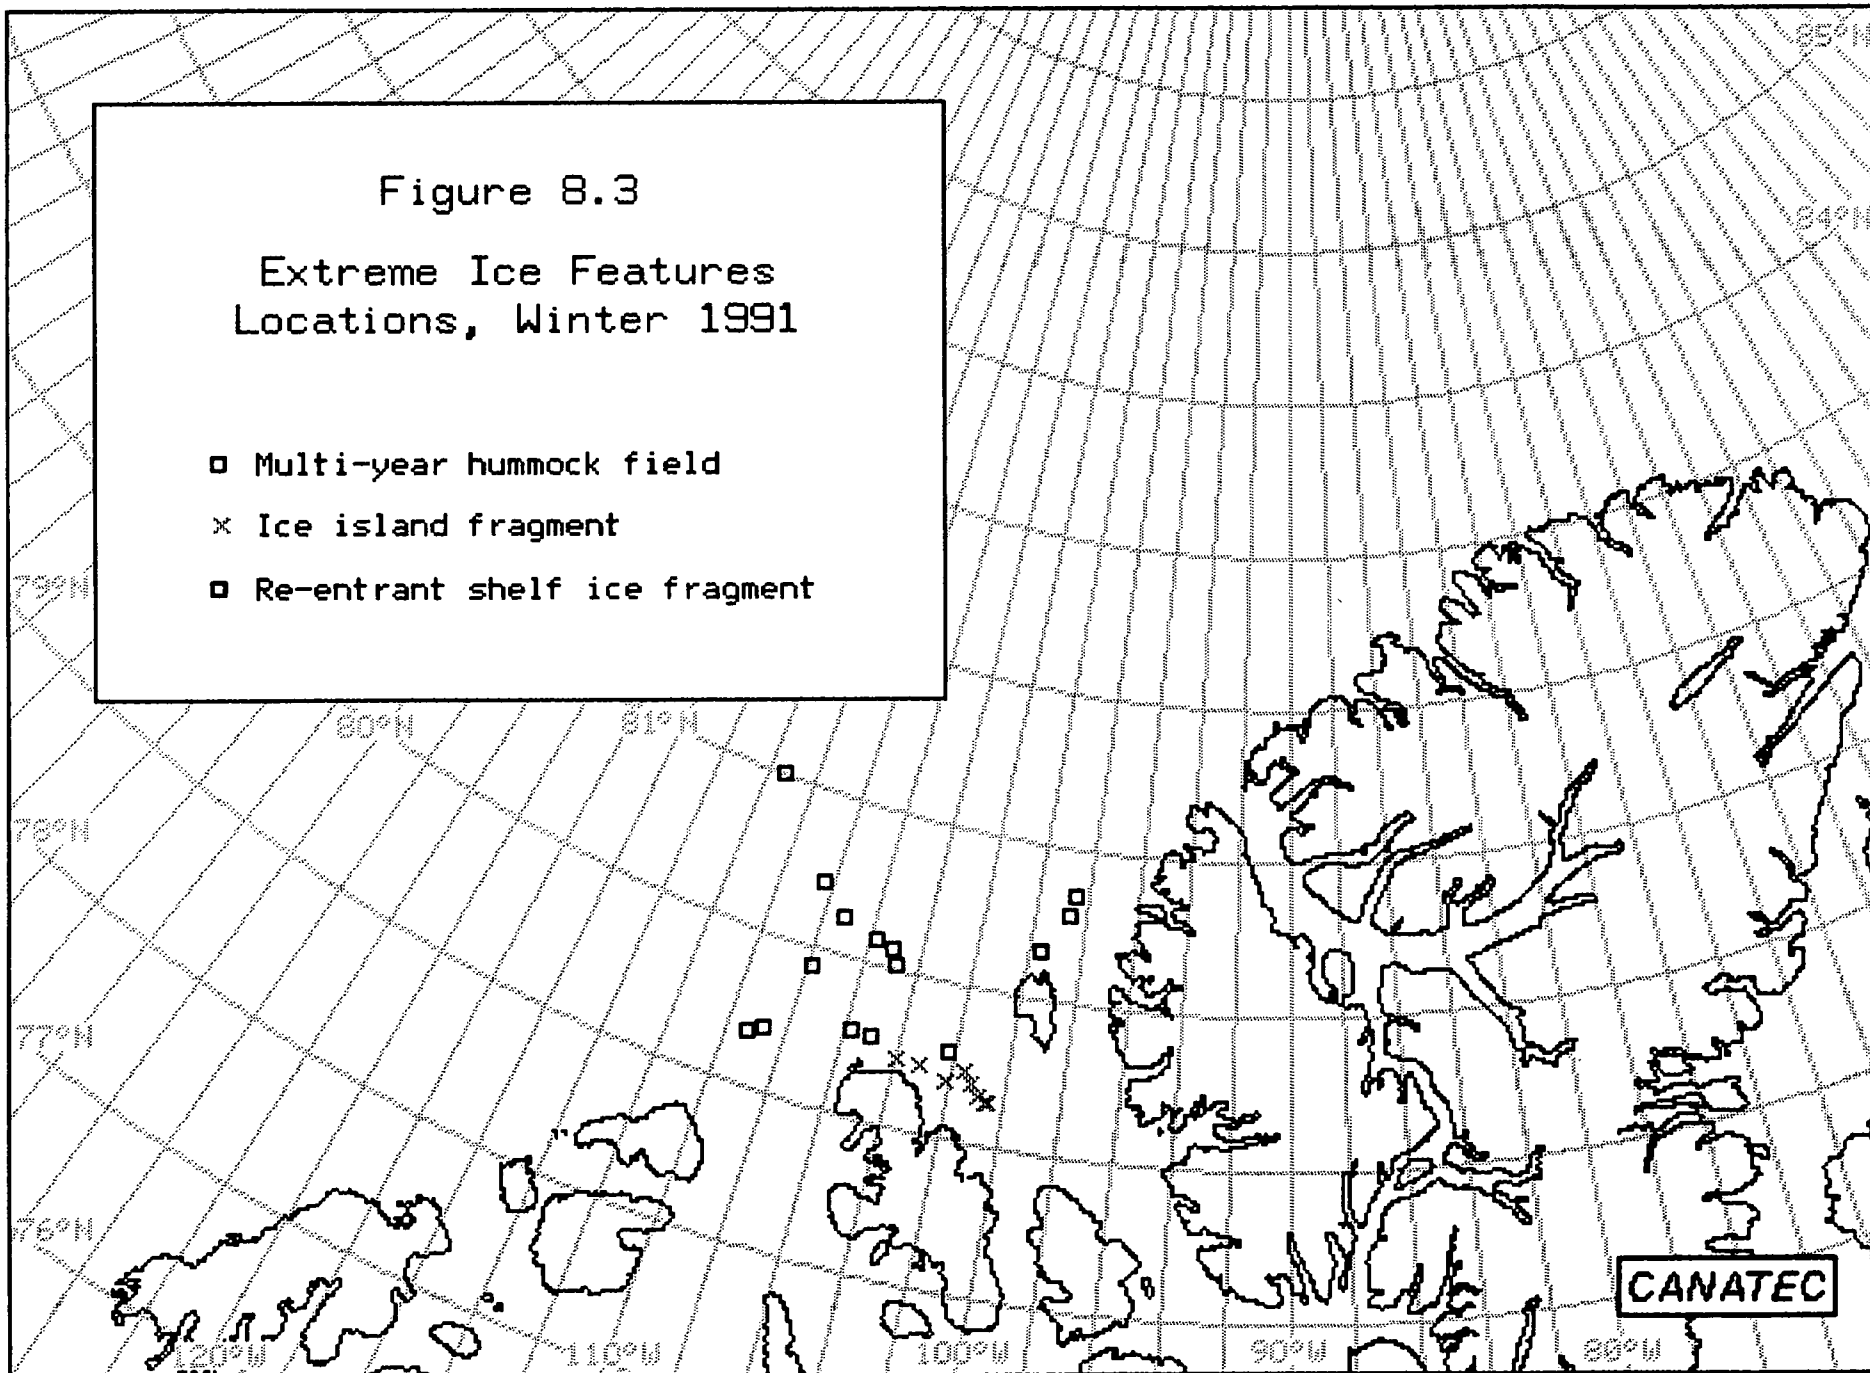 85°N
84°N
Figure 8.3
Extreme Ice Features
Locations, Winter 1991
Multi-year hummock field
Ice island fragment
Re-entrant shelf ice fragment
79°N
80°N
81°N
78°N
77°N
76°N
CANATEC
120°W
110°W
100°W
90°W
80°W